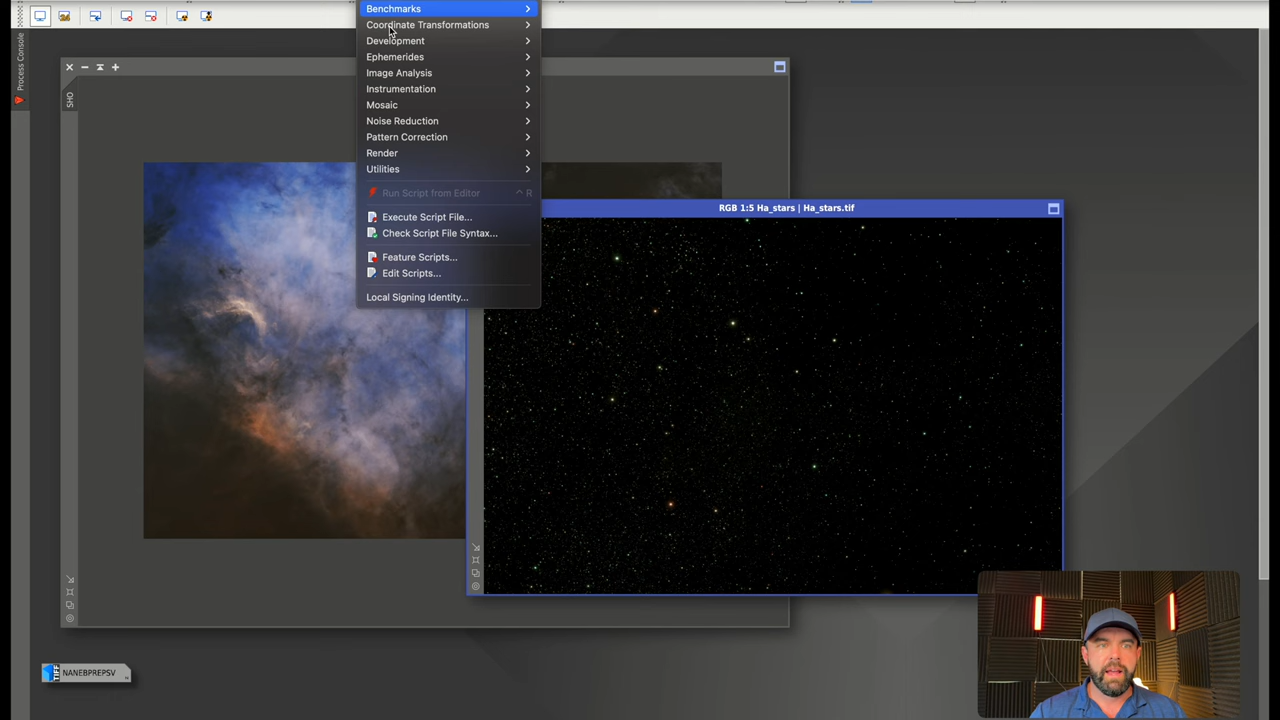 Benchmarks
Coordinate Transformations
Development
Ephemerides
Image Analysis
Instrumentation
Mosaic
Noise Reduction
Pattern Correction
Render
Utilities
Run Script from Editor ^ R
Execute Script File...
Check Script File Syntax...
Feature Scripts...
Edit Scripts...
Local Signing Identity...
Process Console
SHO
RGB 1:5 Ha_stars | Ha_stars.tif
TIFF
NANEBPREPSV